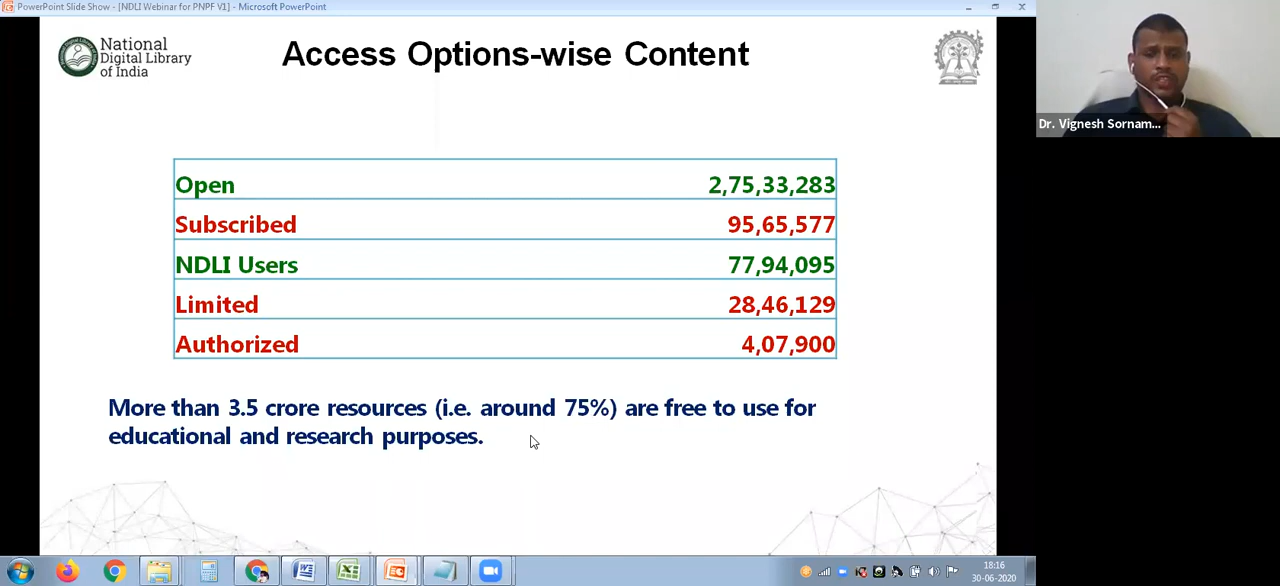 PowerPoint Slide Show - [NDLI Webinar for PNPF V1] - Microsoft PowerPoint
National
Digital Library
of India
Access Options-wise Content
Open 2,75,33,283
Subscribed 95,65,577
NDLI Users 77,94,095
Limited 28,46,129
Authorized 4,07,900
More than 3.5 crore resources (i.e. around 75%) are free to use for
educational and research purposes.
Dr. Vignesh Sornam...
18:16
30-06-2020